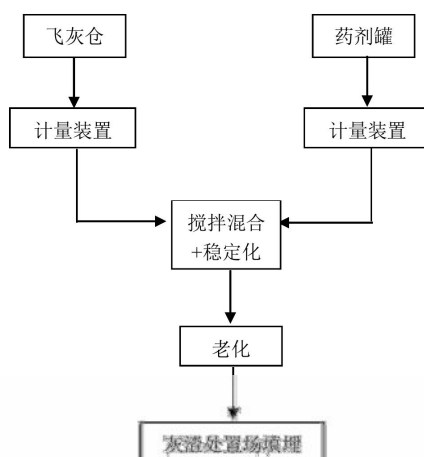 飞灰仓
药剂罐
计量装置
计量装置
搅拌混合
+稳定化
老化
灰渣处置场填埋